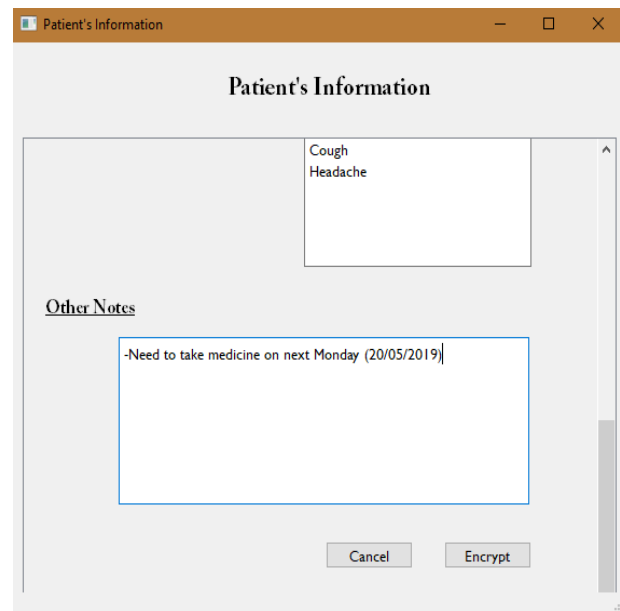 Patient's Information
Patient's Information
Cough
Headache
Other Notes
-Need to take medicine on next Monday (20/05/2019)
Cancel Encrypt